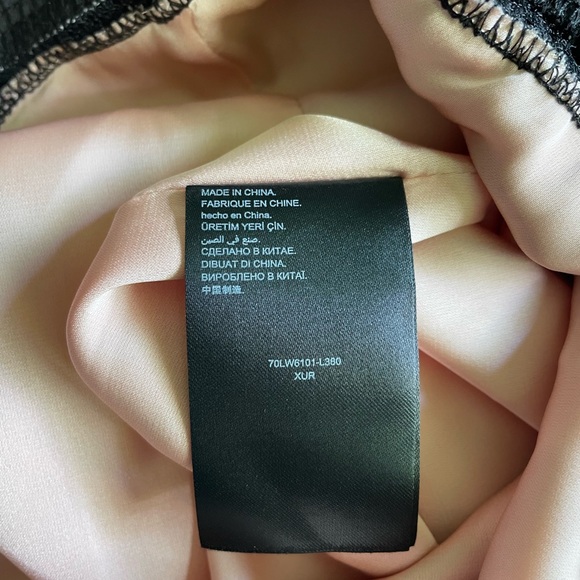 MADE IN CHINA.
FABRIQUE EN CHINE.
hecho en China.
ÜRETİM YERİ ÇİN.
صنع في الصين.
СДЕЛАНО В КИТАЕ.
DIBUAT DI CHINA.
ВИРОБЛЕНО В КИТАЇ.
中国制造.
70LW6101-L360
XUR